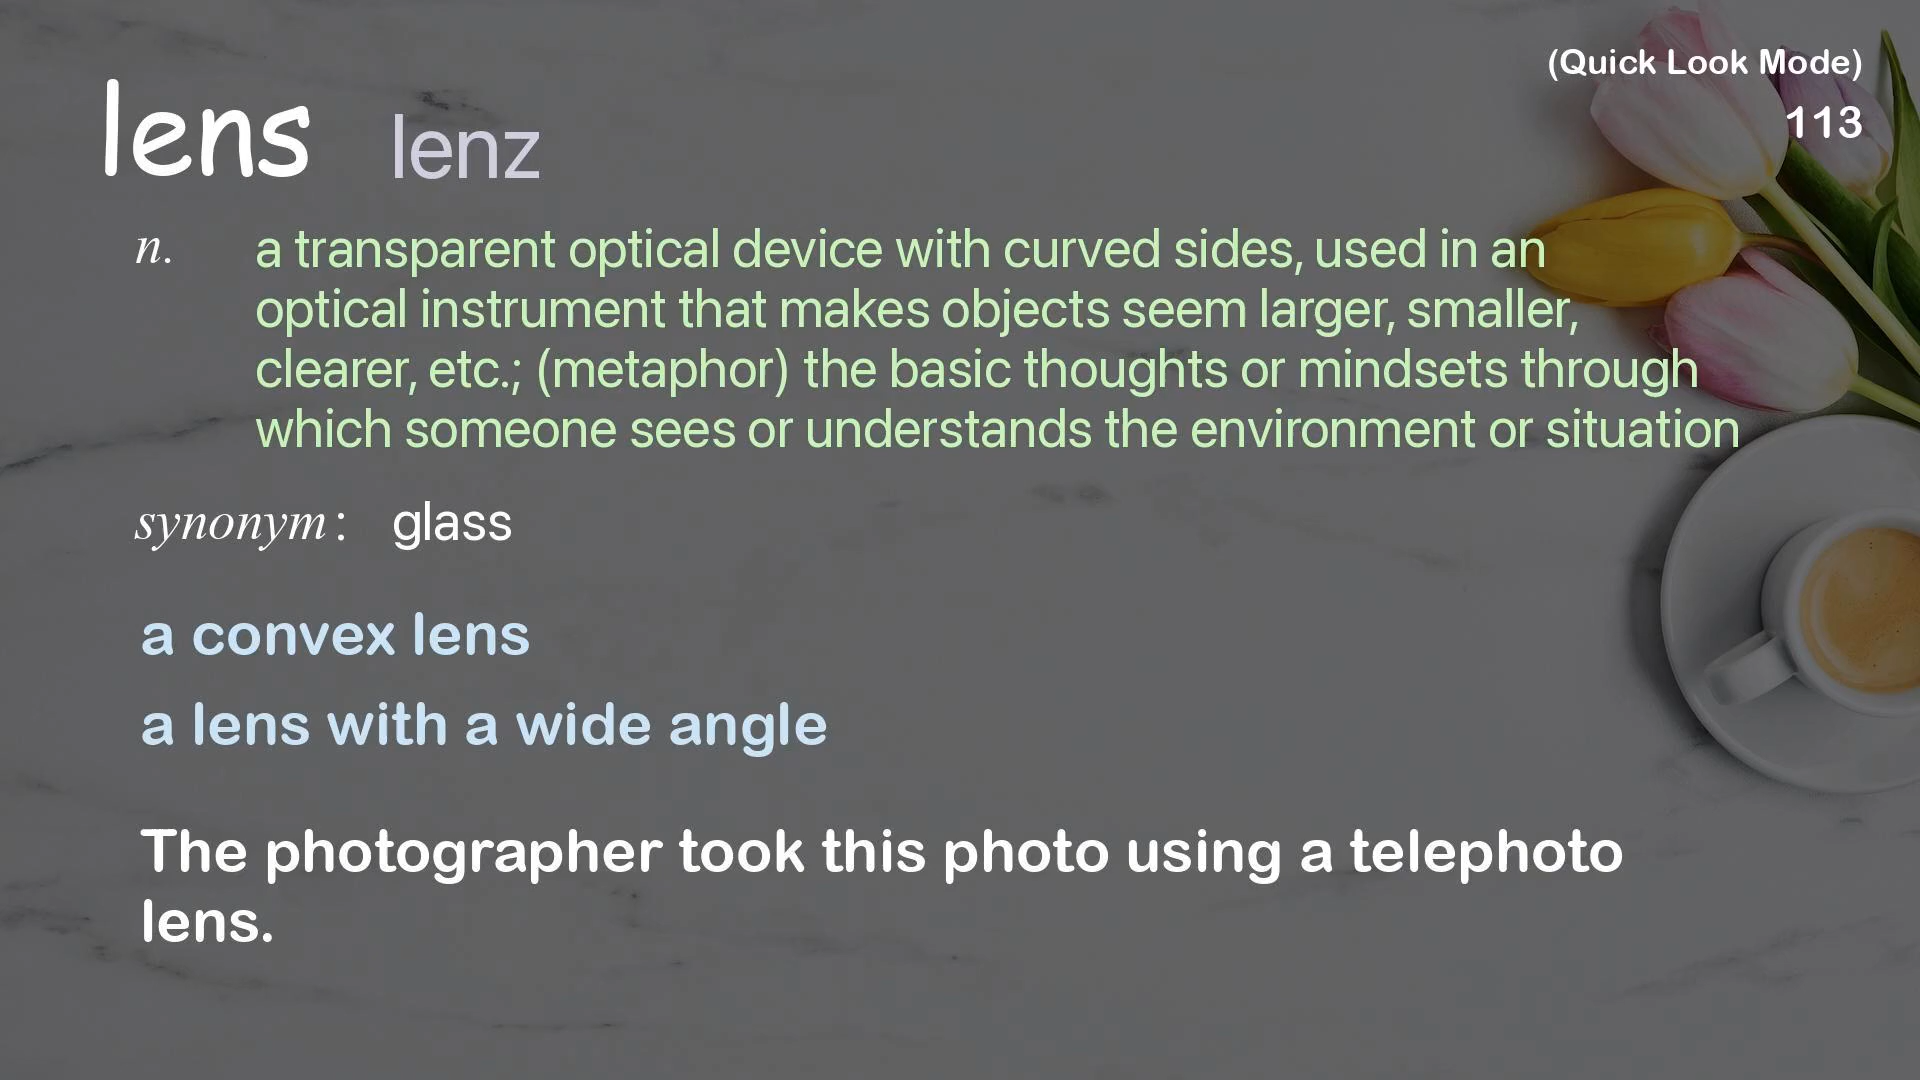 (Quick Look Mode)
113
lens lenz
n. a transparent optical device with curved sides, used in an
optical instrument that makes objects seem larger, smaller,
clearer, etc.; (metaphor) the basic thoughts or mindsets through
which someone sees or understands the environment or situation
synonym: glass
a convex lens
a lens with a wide angle
The photographer took this photo using a telephoto
lens.